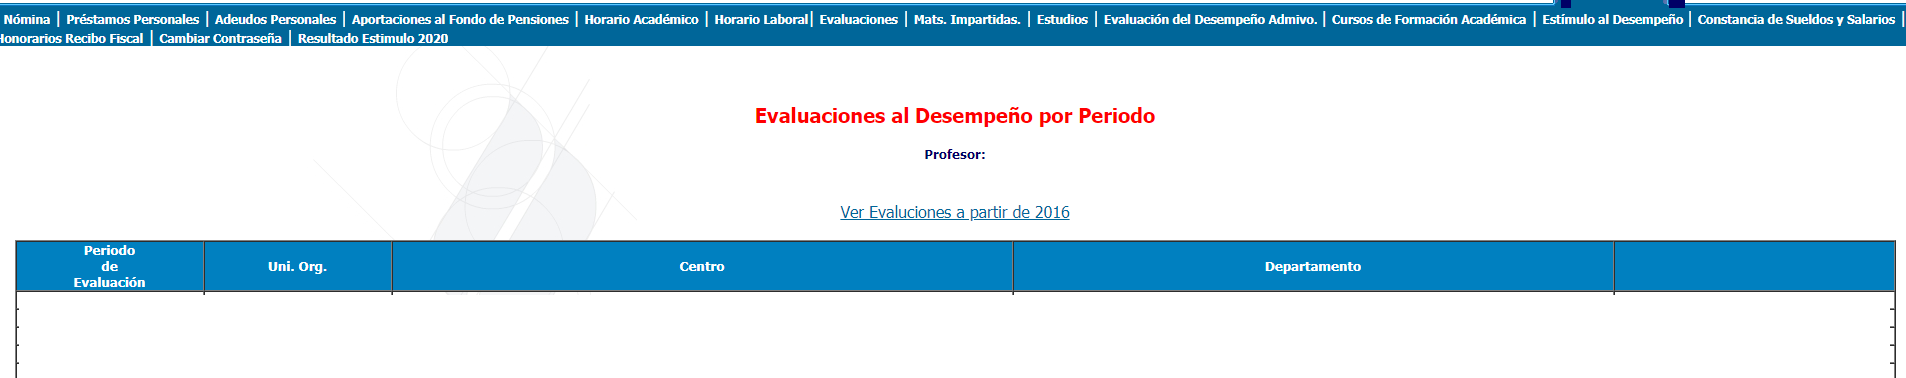 Nómina | Préstamos Personales | Adeudos Personales | Aportaciones al Fondo de Pensiones | Horario Académico | Horario Laboral | Evaluaciones | Mats. Impartidas. | Estudios | Evaluación del Desempeño Admivo. | Cursos de Formación Académica | Estímulo al Desempeño | Constancia de Sueldos y Salarios |
Honorarios Recibo Fiscal | Cambiar Contraseña | Resultado Estimulo 2020
Evaluaciones al Desempeño por Periodo
Profesor:
Ver Evaluciones a partir de 2016
Periodo
de
Evaluación
Uni. Org.
Centro
Departamento